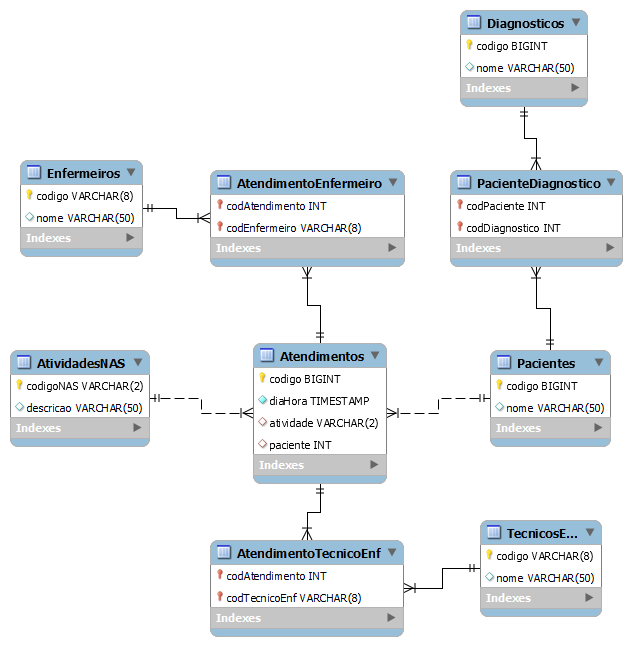 Diagnosticos
codigo BIGINT
nome VARCHAR(50)
Indexes
Enfermeiros
codigo VARCHAR(8)
nome VARCHAR(50)
Indexes
AtendimentoEnfermeiro
codAtendimento INT
codEnfermeiro VARCHAR(8)
Indexes
PacienteDiagnostico
codPaciente INT
codDiagnostico INT
Indexes
AtividadesNAS
codigoNAS VARCHAR(2)
descricao VARCHAR(50)
Indexes
Atendimentos
codigo BIGINT
diaHora TIMESTAMP
atividade VARCHAR(2)
paciente INT
Indexes
Pacientes
codigo BIGINT
nome VARCHAR(50)
Indexes
AtendimentoTecnicoEnf
codAtendimento INT
codTecnicoEnf VARCHAR(8)
Indexes
TecnicosE...
codigo VARCHAR(8)
nome VARCHAR(50)
Indexes